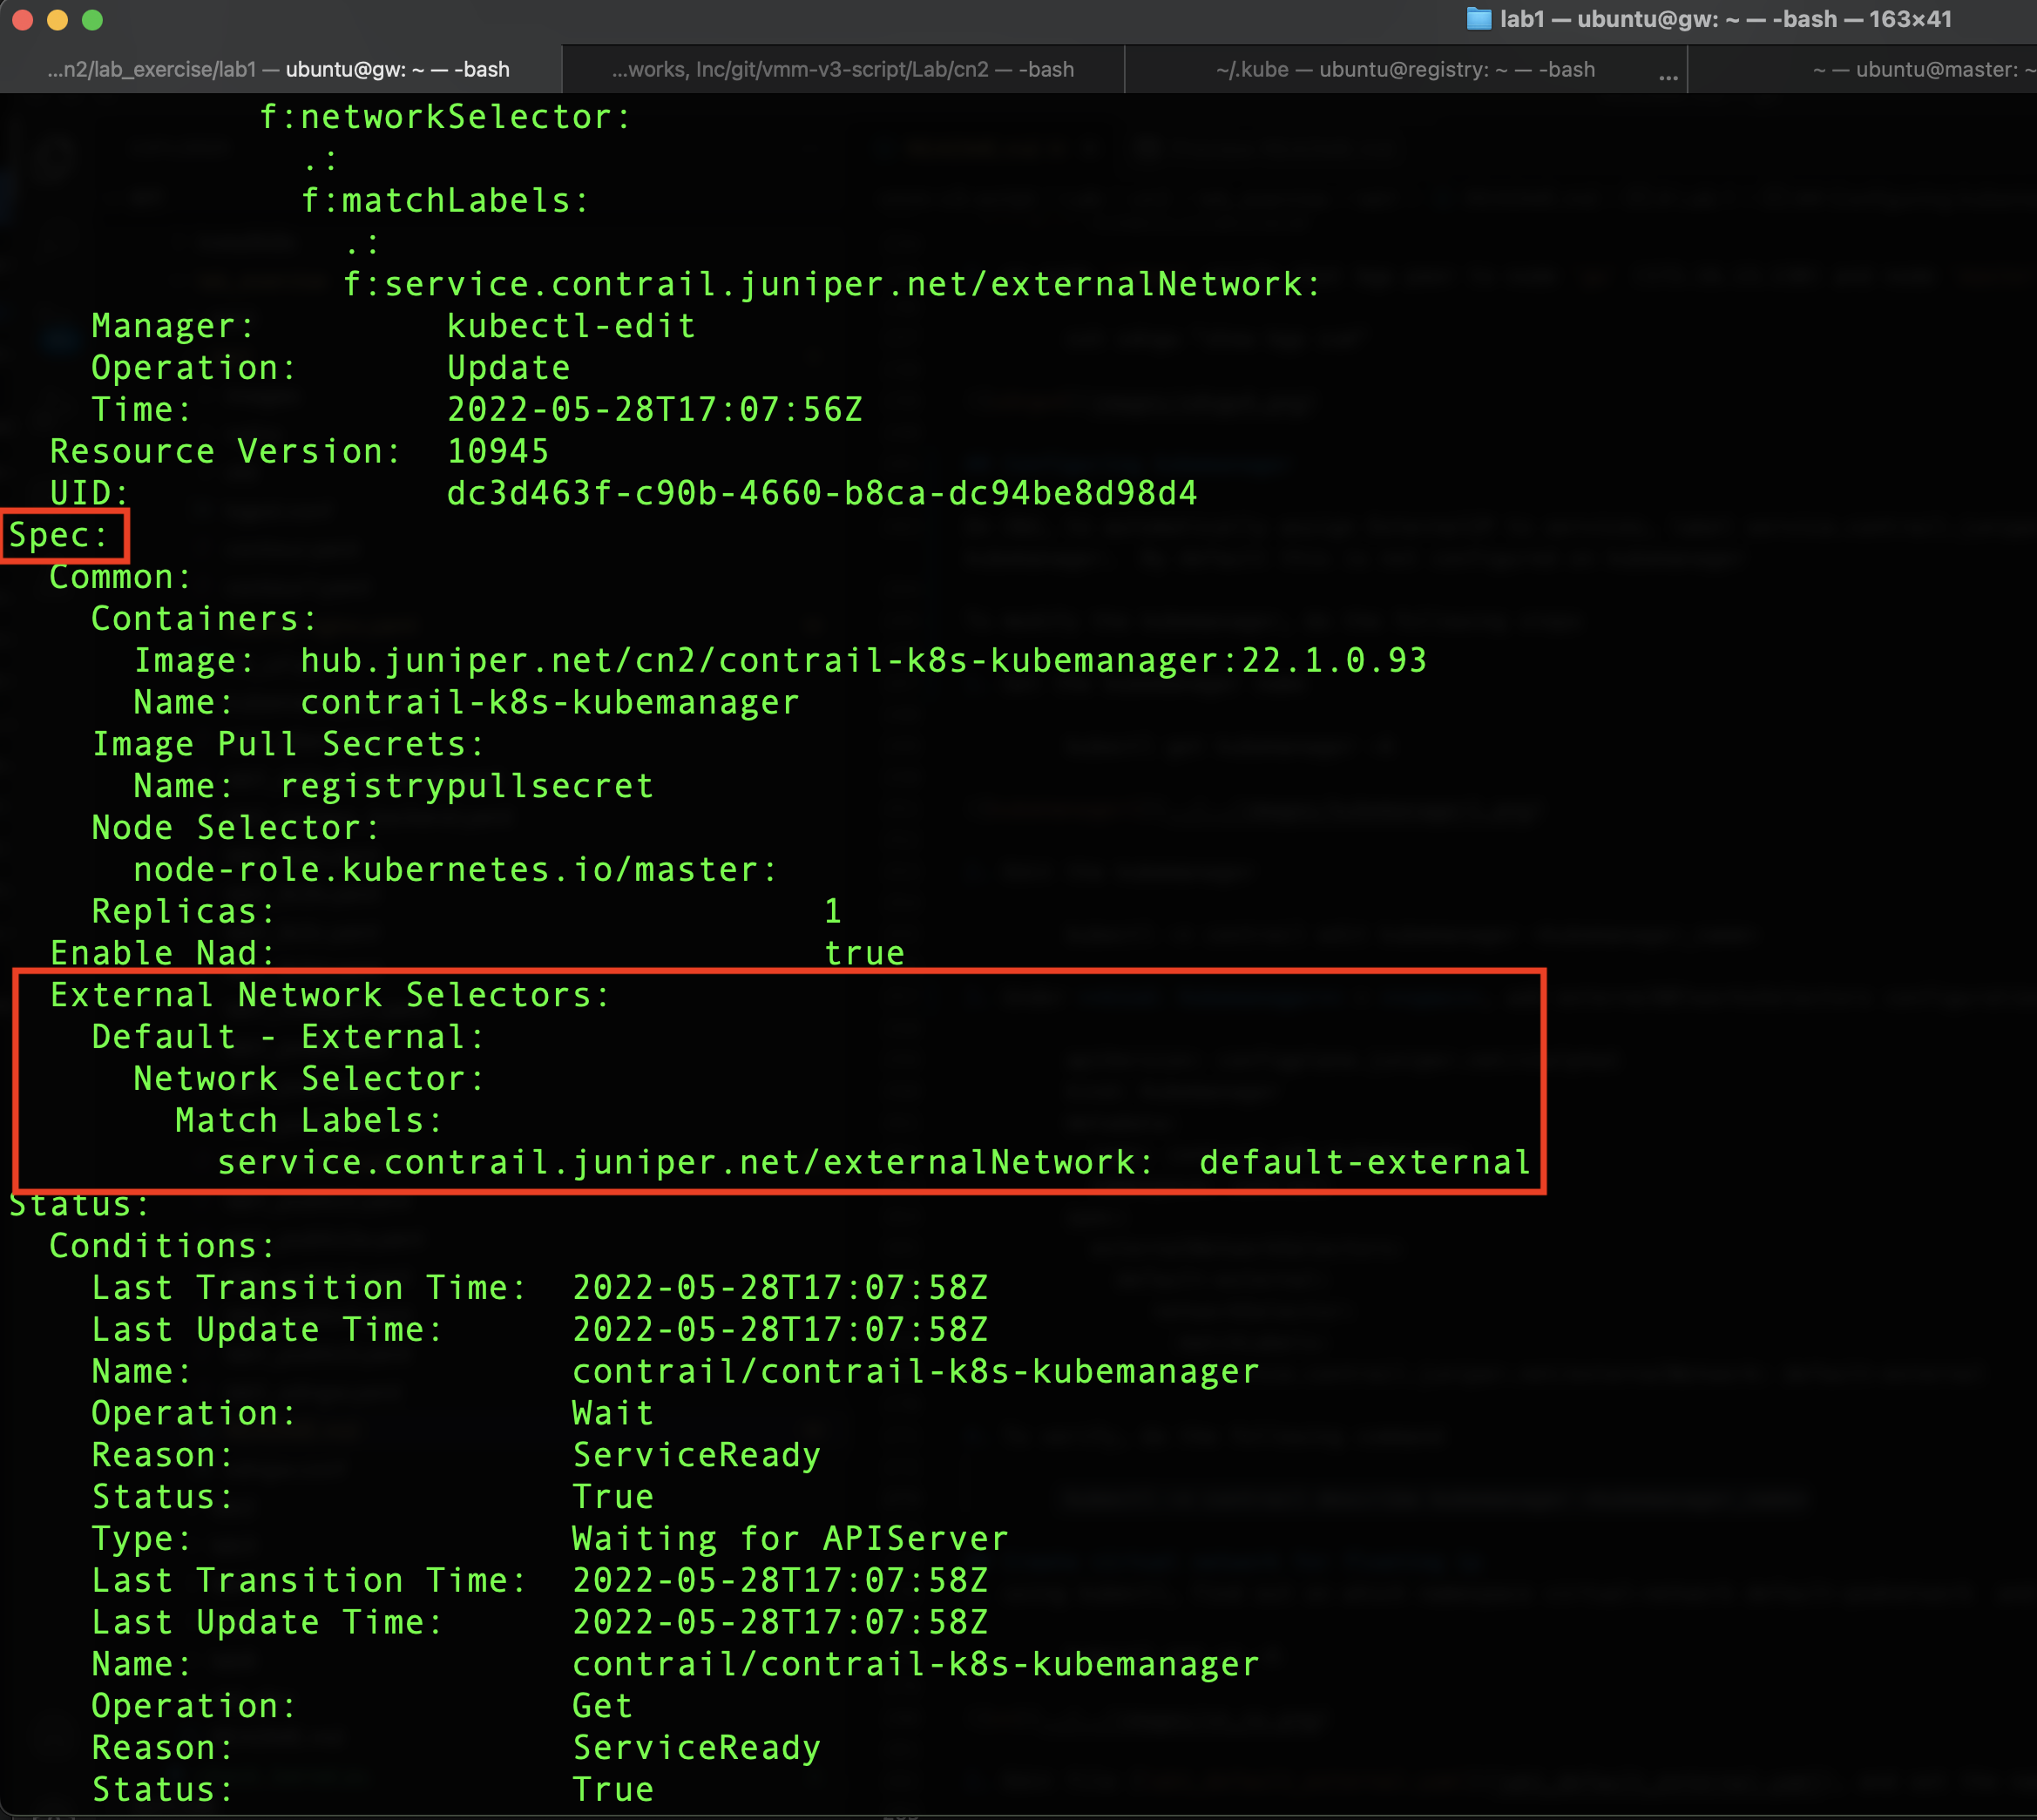 lab1 — ubuntu@gw: ~ — -bash — 163×41
...n2/lab_exercise/lab1 — ubuntu@gw: ~ — -bash
...works, Inc/git/vmm-v3-script/Lab/cn2 — -bash
~/.kube — ubuntu@registry: ~ — -bash ...
~ — ubuntu@master: ~
f:networkSelector:
.:
f:matchLabels:
.:
f:service.contrail.juniper.net/externalNetwork:
Manager: kubectl-edit
Operation: Update
Time: 2022-05-28T17:07:56Z
Resource Version: 10945
UID: dc3d463f-c90b-4660-b8ca-dc94be8d98d4
Spec:
Common:
Containers:
Image: hub.juniper.net/cn2/contrail-k8s-kubemanager:22.1.0.93
Name: contrail-k8s-kubemanager
Image Pull Secrets:
Name: registrypullsecret
Node Selector:
node-role.kubernetes.io/master:
Replicas: 1
Enable Nad: true
External Network Selectors:
Default - External:
Network Selector:
Match Labels:
service.contrail.juniper.net/externalNetwork: default-external
Status:
Conditions:
Last Transition Time: 2022-05-28T17:07:58Z
Last Update Time: 2022-05-28T17:07:58Z
Name: contrail/contrail-k8s-kubemanager
Operation: Wait
Reason: ServiceReady
Status: True
Type: Waiting for APIServer
Last Transition Time: 2022-05-28T17:07:58Z
Last Update Time: 2022-05-28T17:07:58Z
Name: contrail/contrail-k8s-kubemanager
Operation: Get
Reason: ServiceReady
Status: True